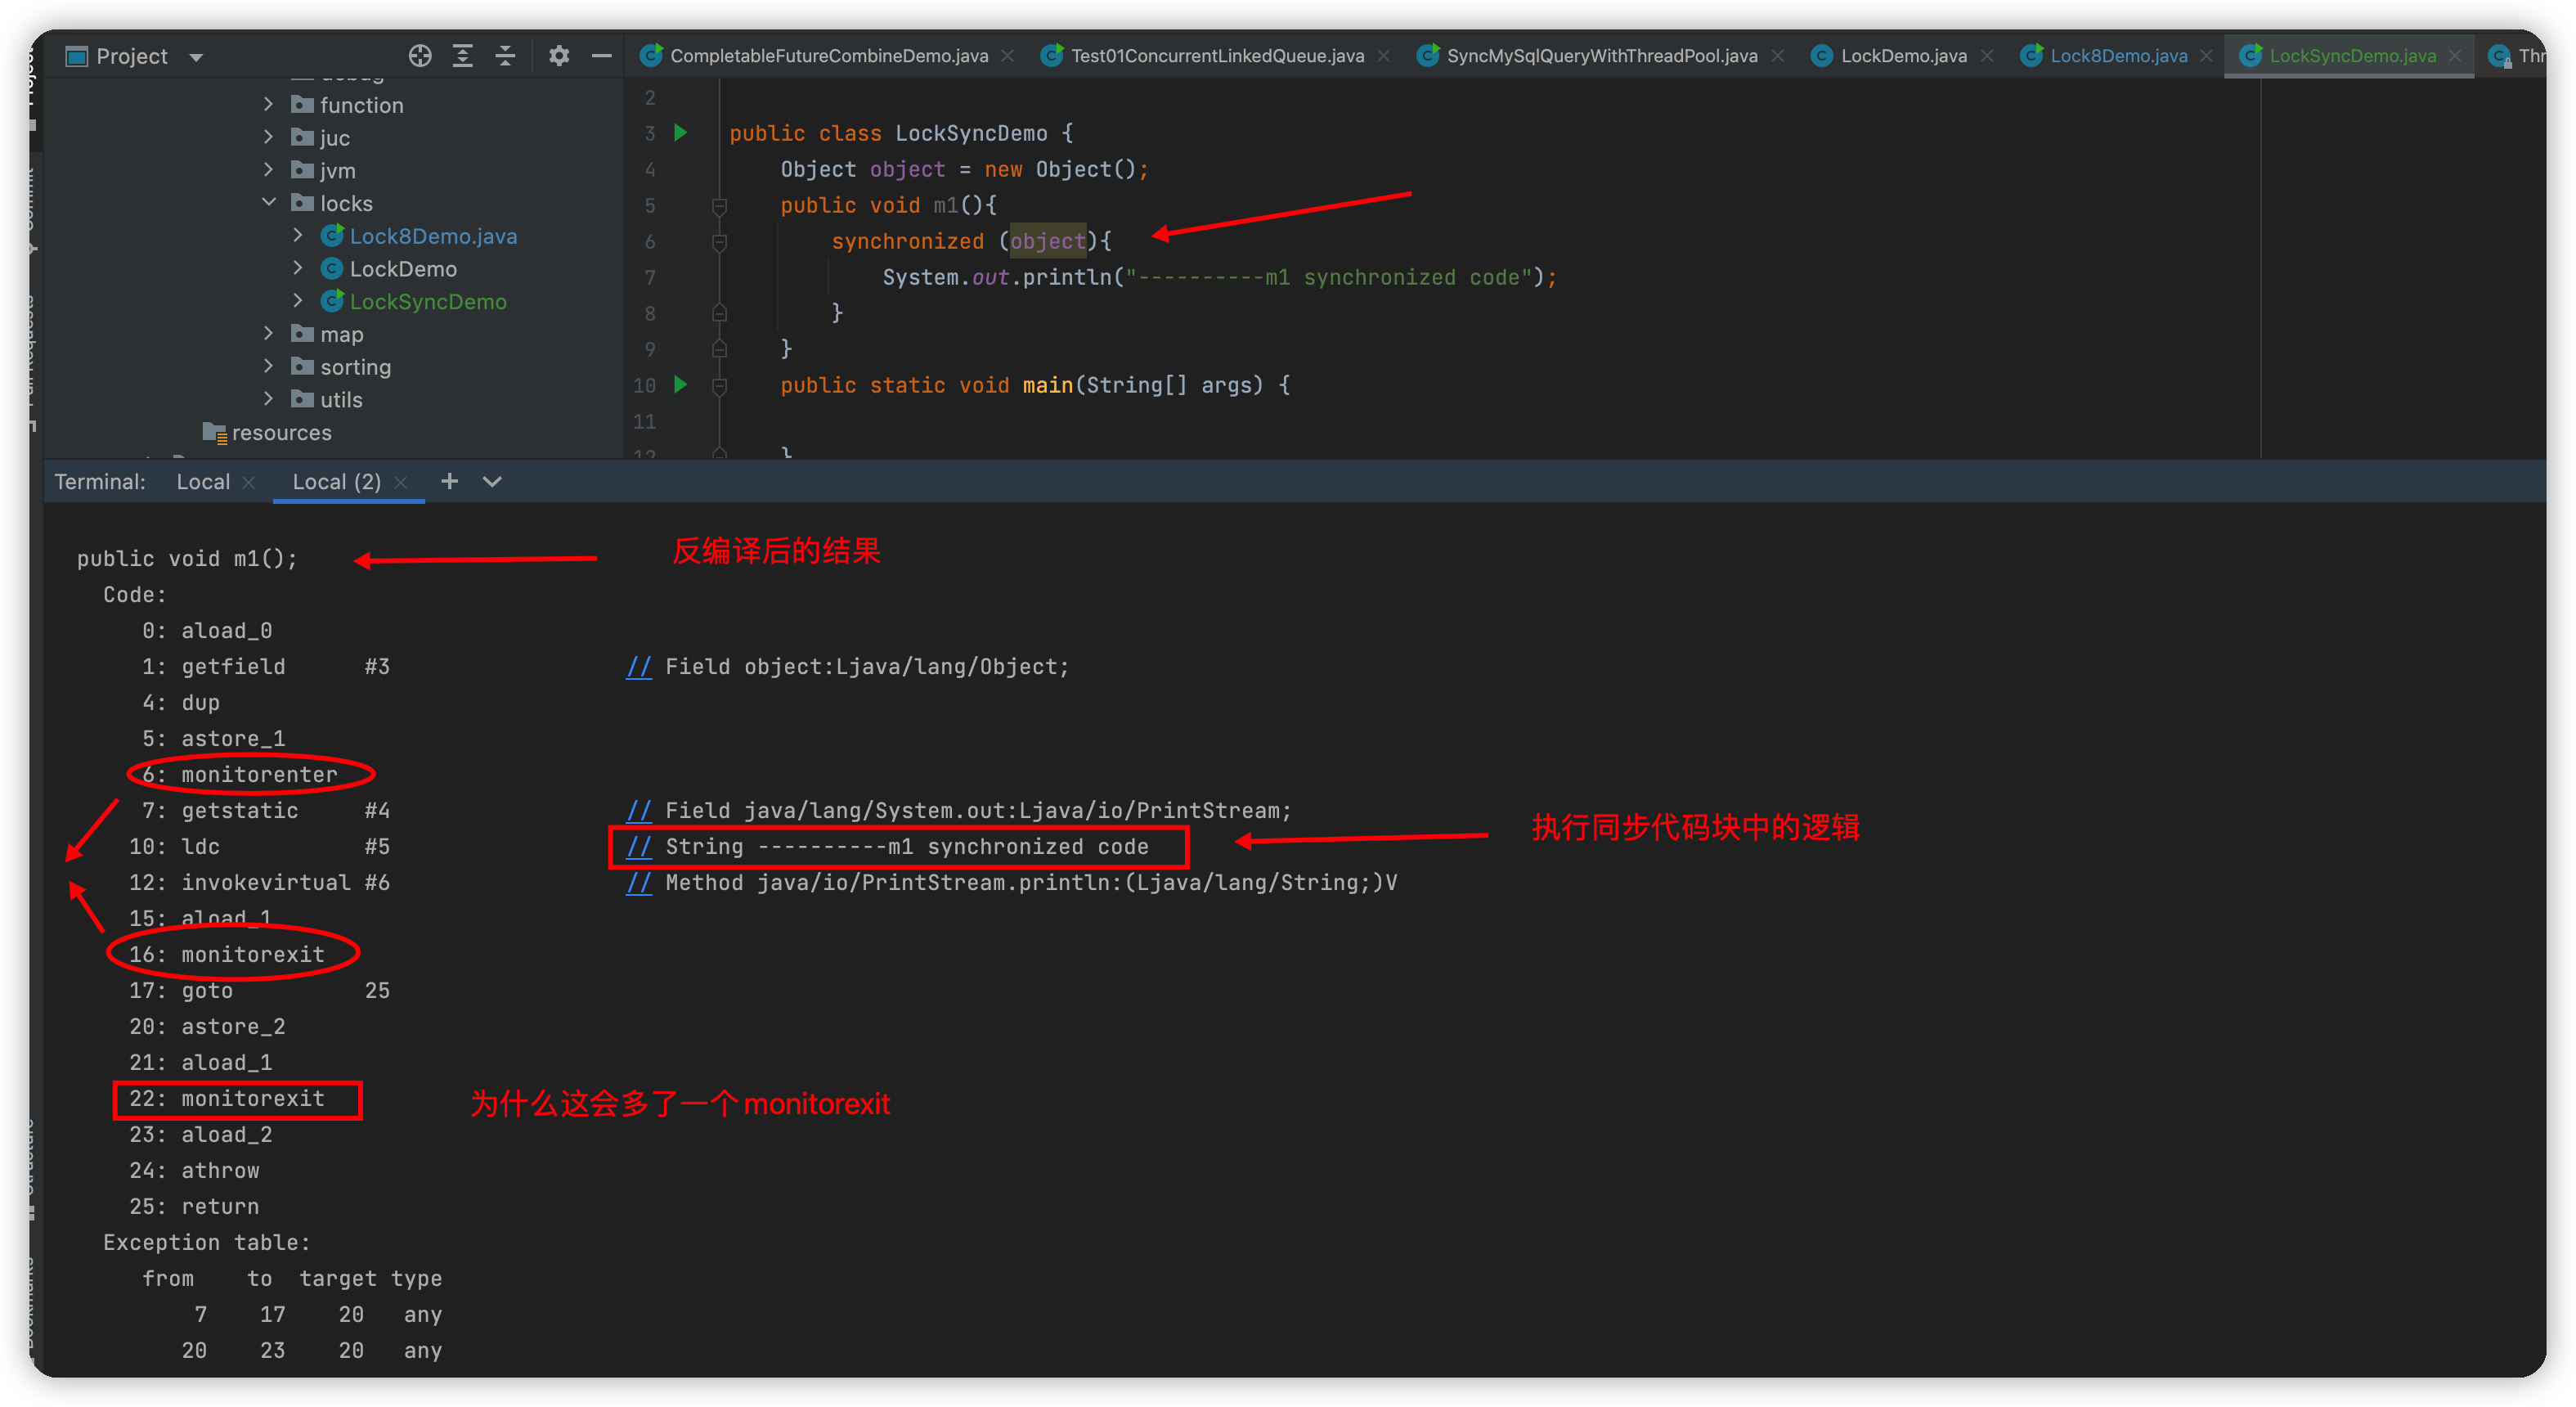 Project
CompletableFutureCombineDemo.java
Test01ConcurrentLinkedQueue.java
SyncMySqlQueryWithThreadPool.java
LockDemo.java
Lock8Demo.java
LockSyncDemo.java
Thr
function
juc
jvm
locks
Lock8Demo.java
LockDemo
LockSyncDemo
map
sorting
utils
resources
2
3 public class LockSyncDemo {
4 Object object = new Object();
5 public void m1(){
6 synchronized (object){
7 System.out.println("----------m1 synchronized code");
8 }
9 }
10 public static void main(String[] args) {
11
12 }
Terminal: Local Local (2)
public void m1(); 反编译后的结果
Code:
0: aload_0
1: getfield #3 // Field object:Ljava/lang/Object;
4: dup
5: astore_1
6: monitorenter
7: getstatic #4 // Field java/lang/System.out:Ljava/io/PrintStream;
10: ldc #5 // String ----------m1 synchronized code 执行同步代码块中的逻辑
12: invokevirtual #6 // Method java/io/PrintStream.println:(Ljava/lang/String;)V
15: aload_1
16: monitorexit
17: goto 25
20: astore_2
21: aload_1
22: monitorexit 为什么这会多了一个monitorexit
23: aload_2
24: athrow
25: return
Exception table:
from to target type
7 17 20 any
20 23 20 any